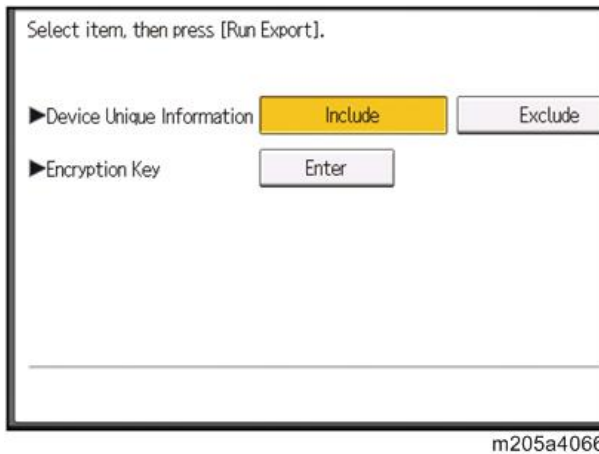 Select item, then press [Run Export].
▶Device Unique Information Include Exclude
▶Encryption Key Enter
m205a4066